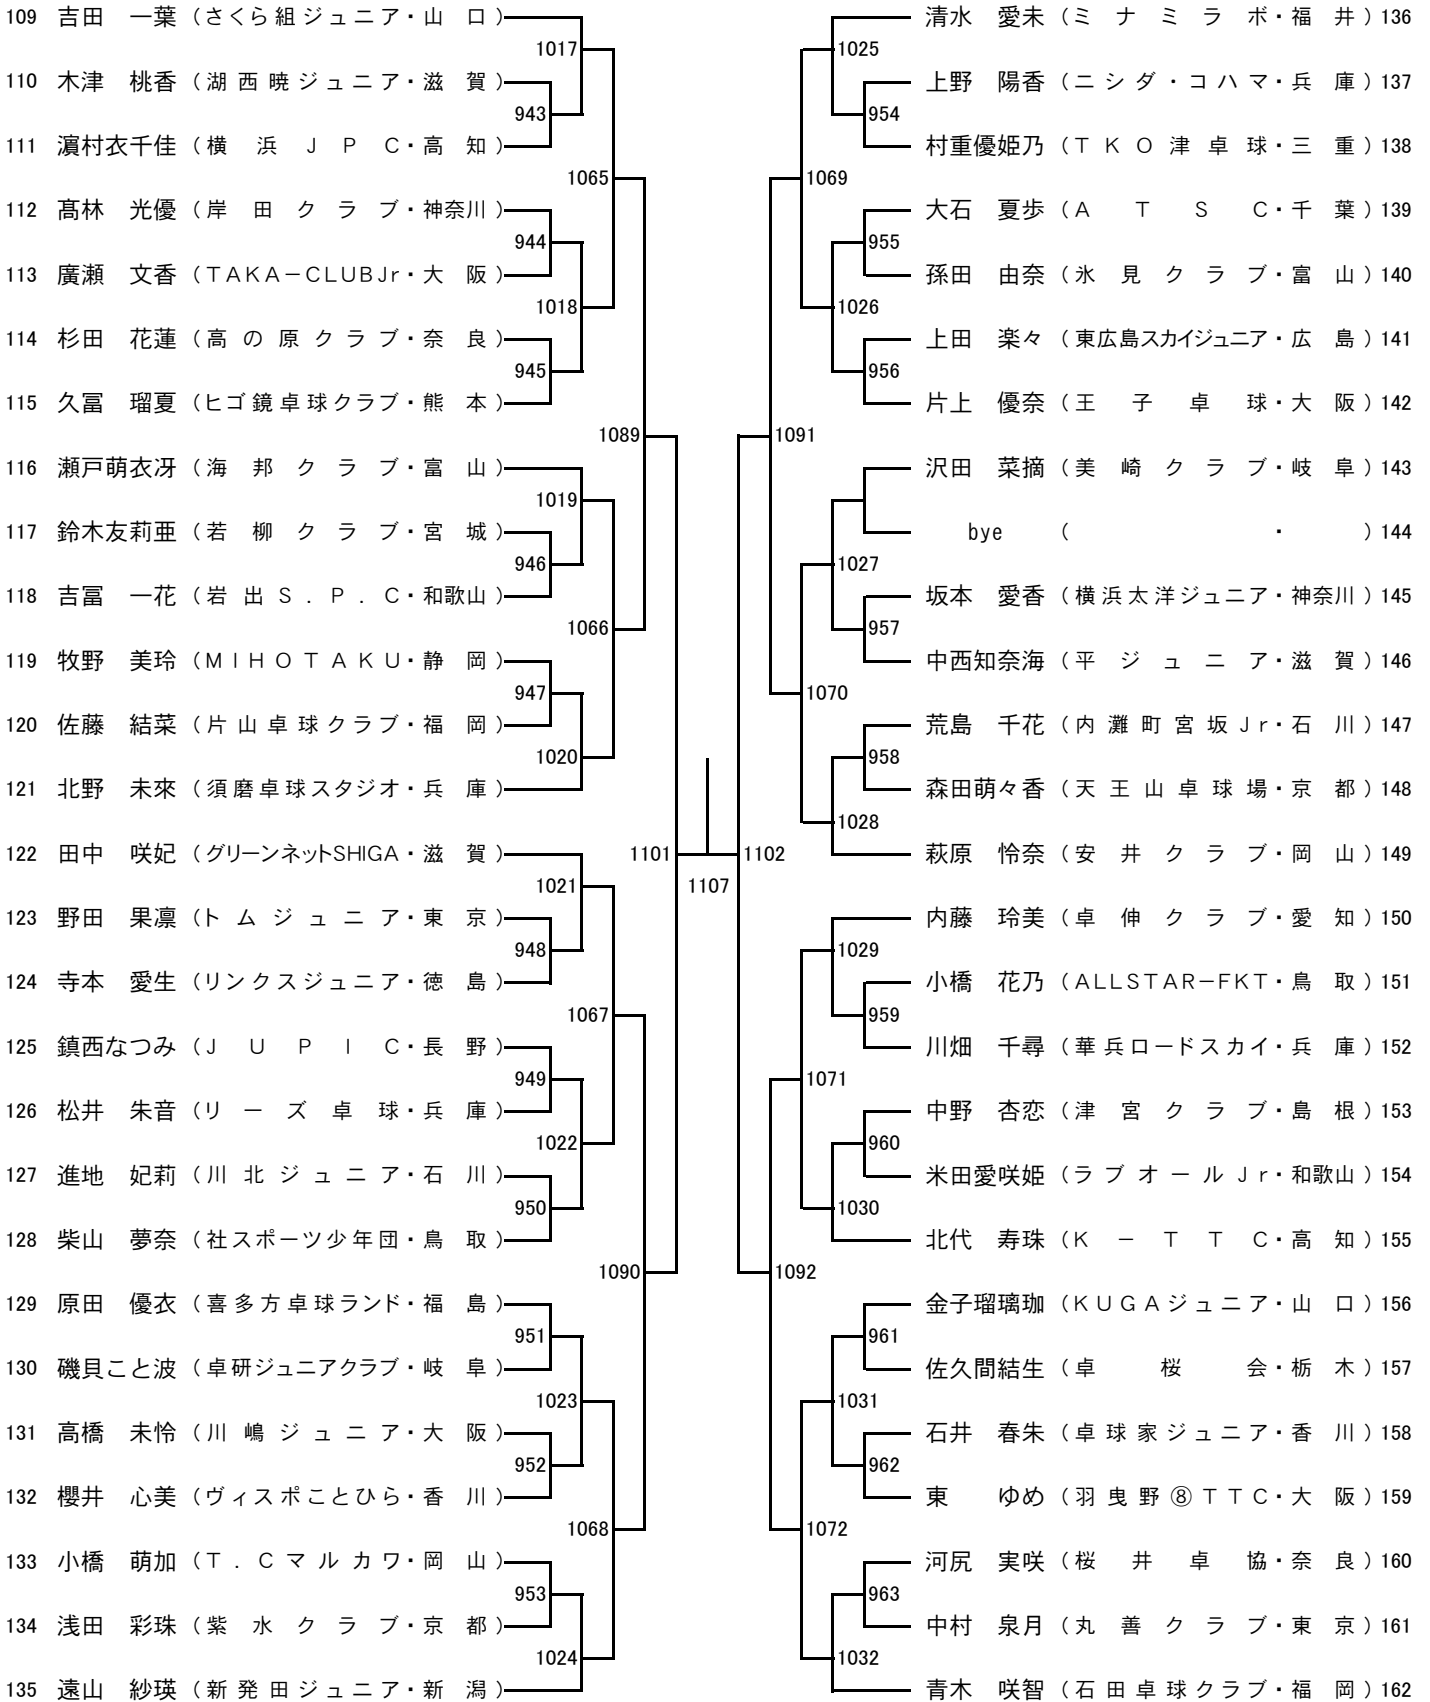 109 吉田 一葉 (さくら組ジュニア・山口)
1017
110 木津 桃香 (湖西暁ジュニア・滋賀)
943
111 濵村衣千佳 (横浜JPC・高知)
1065
112 髙林 光優 (岸田クラブ・神奈川)
944
113 廣瀬 文香 (TAKA－CLUBJr・大阪)
1018
114 杉田 花蓮 (高の原クラブ・奈良)
945
115 久冨 瑠夏 (ヒゴ鏡卓球クラブ・熊本)
1089
116 瀬戸萌衣冴 (海邦クラブ・富山)
1019
117 鈴木友莉亜 (若柳クラブ・宮城)
946
118 吉冨 一花 (岩出S．P．C・和歌山)
1066
119 牧野 美玲 (MIHOTAKU・静岡)
947
120 佐藤 結菜 (片山卓球クラブ・福岡)
1020
121 北野 未來 (須磨卓球スタジオ・兵庫)
122 田中 咲妃 (グリーンネットSHIGA・滋賀)
1101
1021
123 野田 果凛 (トムジュニア・東京)
948
124 寺本 愛生 (リンクスジュニア・徳島)
1067
125 鎮西なつみ (JUPIC・長野)
949
126 松井 朱音 (リーズ卓球・兵庫)
1022
127 進地 妃莉 (川北ジュニア・石川)
950
128 柴山 夢奈 (社スポーツ少年団・鳥取)
1090
129 原田 優衣 (喜多方卓球ランド・福島)
951
130 磯貝こと波 (卓研ジュニアクラブ・岐阜)
1023
131 高橋 未怜 (川嶋ジュニア・大阪)
952
132 櫻井 心美 (ヴィスポことひら・香川)
1068
133 小橋 萌加 (T．Cマルカワ・岡山)
953
134 浅田 彩珠 (紫水クラブ・京都)
1024
135 遠山 紗瑛 (新発田ジュニア・新潟)
1107
清水 愛未 (ミナミラボ・福井) 136
1025
上野 陽香 (ニシダ・コハマ・兵庫) 137
954
村重優姫乃 (TKO津卓球・三重) 138
1069
大石 夏歩 (ATSC・千葉) 139
955
孫田 由奈 (氷見クラブ・富山) 140
1026
上田 楽々 (東広島スカイジュニア・広島) 141
956
片上 優奈 (王子卓球・大阪) 142
1091
沢田 菜摘 (美崎クラブ・岐阜) 143
bye ( ・ ) 144
1027
坂本 愛香 (横浜太洋ジュニア・神奈川) 145
957
中西知奈海 (平ジュニア・滋賀) 146
1070
荒島 千花 (内灘町宮坂Jr・石川) 147
958
森田萌々香 (天王山卓球場・京都) 148
1028
萩原 怜奈 (安井クラブ・岡山) 149
1102
内藤 玲美 (卓伸クラブ・愛知) 150
1029
小橋 花乃 (ALLSTAR－FKT・鳥取) 151
959
川畑 千尋 (華兵ロードスカイ・兵庫) 152
1071
中野 杏恋 (津宮クラブ・島根) 153
960
米田愛咲姫 (ラブオールJr・和歌山) 154
1030
北代 寿珠 (K－TTC・高知) 155
1092
金子瑠璃珈 (KUGAジュニア・山口) 156
961
佐久間結生 (卓桜会・栃木) 157
1031
石井 春朱 (卓球家ジュニア・香川) 158
962
東 ゆめ (羽曳野⑧TTC・大阪) 159
1072
河尻 実咲 (桜井卓協・奈良) 160
963
中村 泉月 (丸善クラブ・東京) 161
1032
青木 咲智 (石田卓球クラブ・福岡) 162